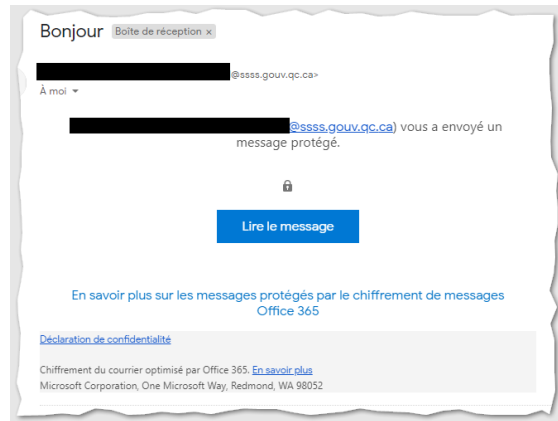 Bonjour Boîte de réception ×
@ssss.gouv.qc.ca>
À moi
@ssss.gouv.qc.ca) vous a envoyé un
message protégé.
Lire le message
En savoir plus sur les messages protégés par le chiffrement de messages
Office 365
Déclaration de confidentialité
Chiffrement du courrier optimisé par Office 365. En savoir plus
Microsoft Corporation, One Microsoft Way, Redmond, WA 98052